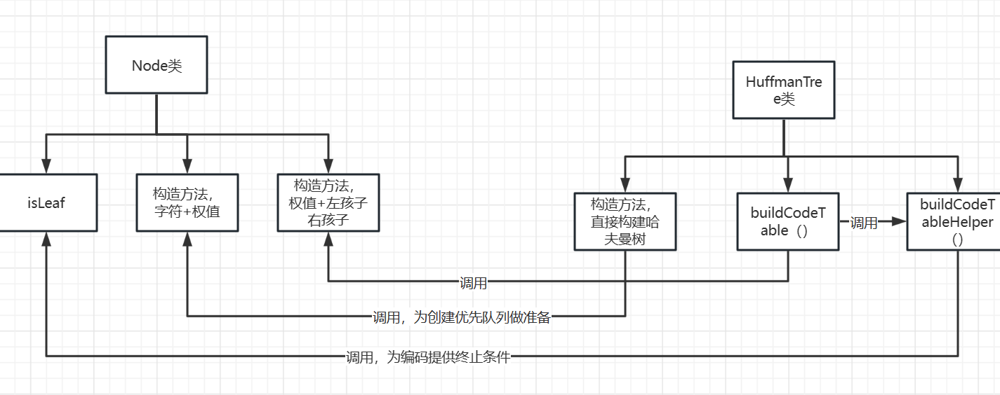 Node类
HuffmanTre
e类
isLeaf
构造方法，
字符+权值
构造方法，
权值+左孩子
右孩子
构造方法，
直接构建哈
夫曼树
buildCodeT
able（）
调用
buildCodeT
ableHelper
（）
调用
调用，为创建优先队列做准备
调用，为编码提供终止条件